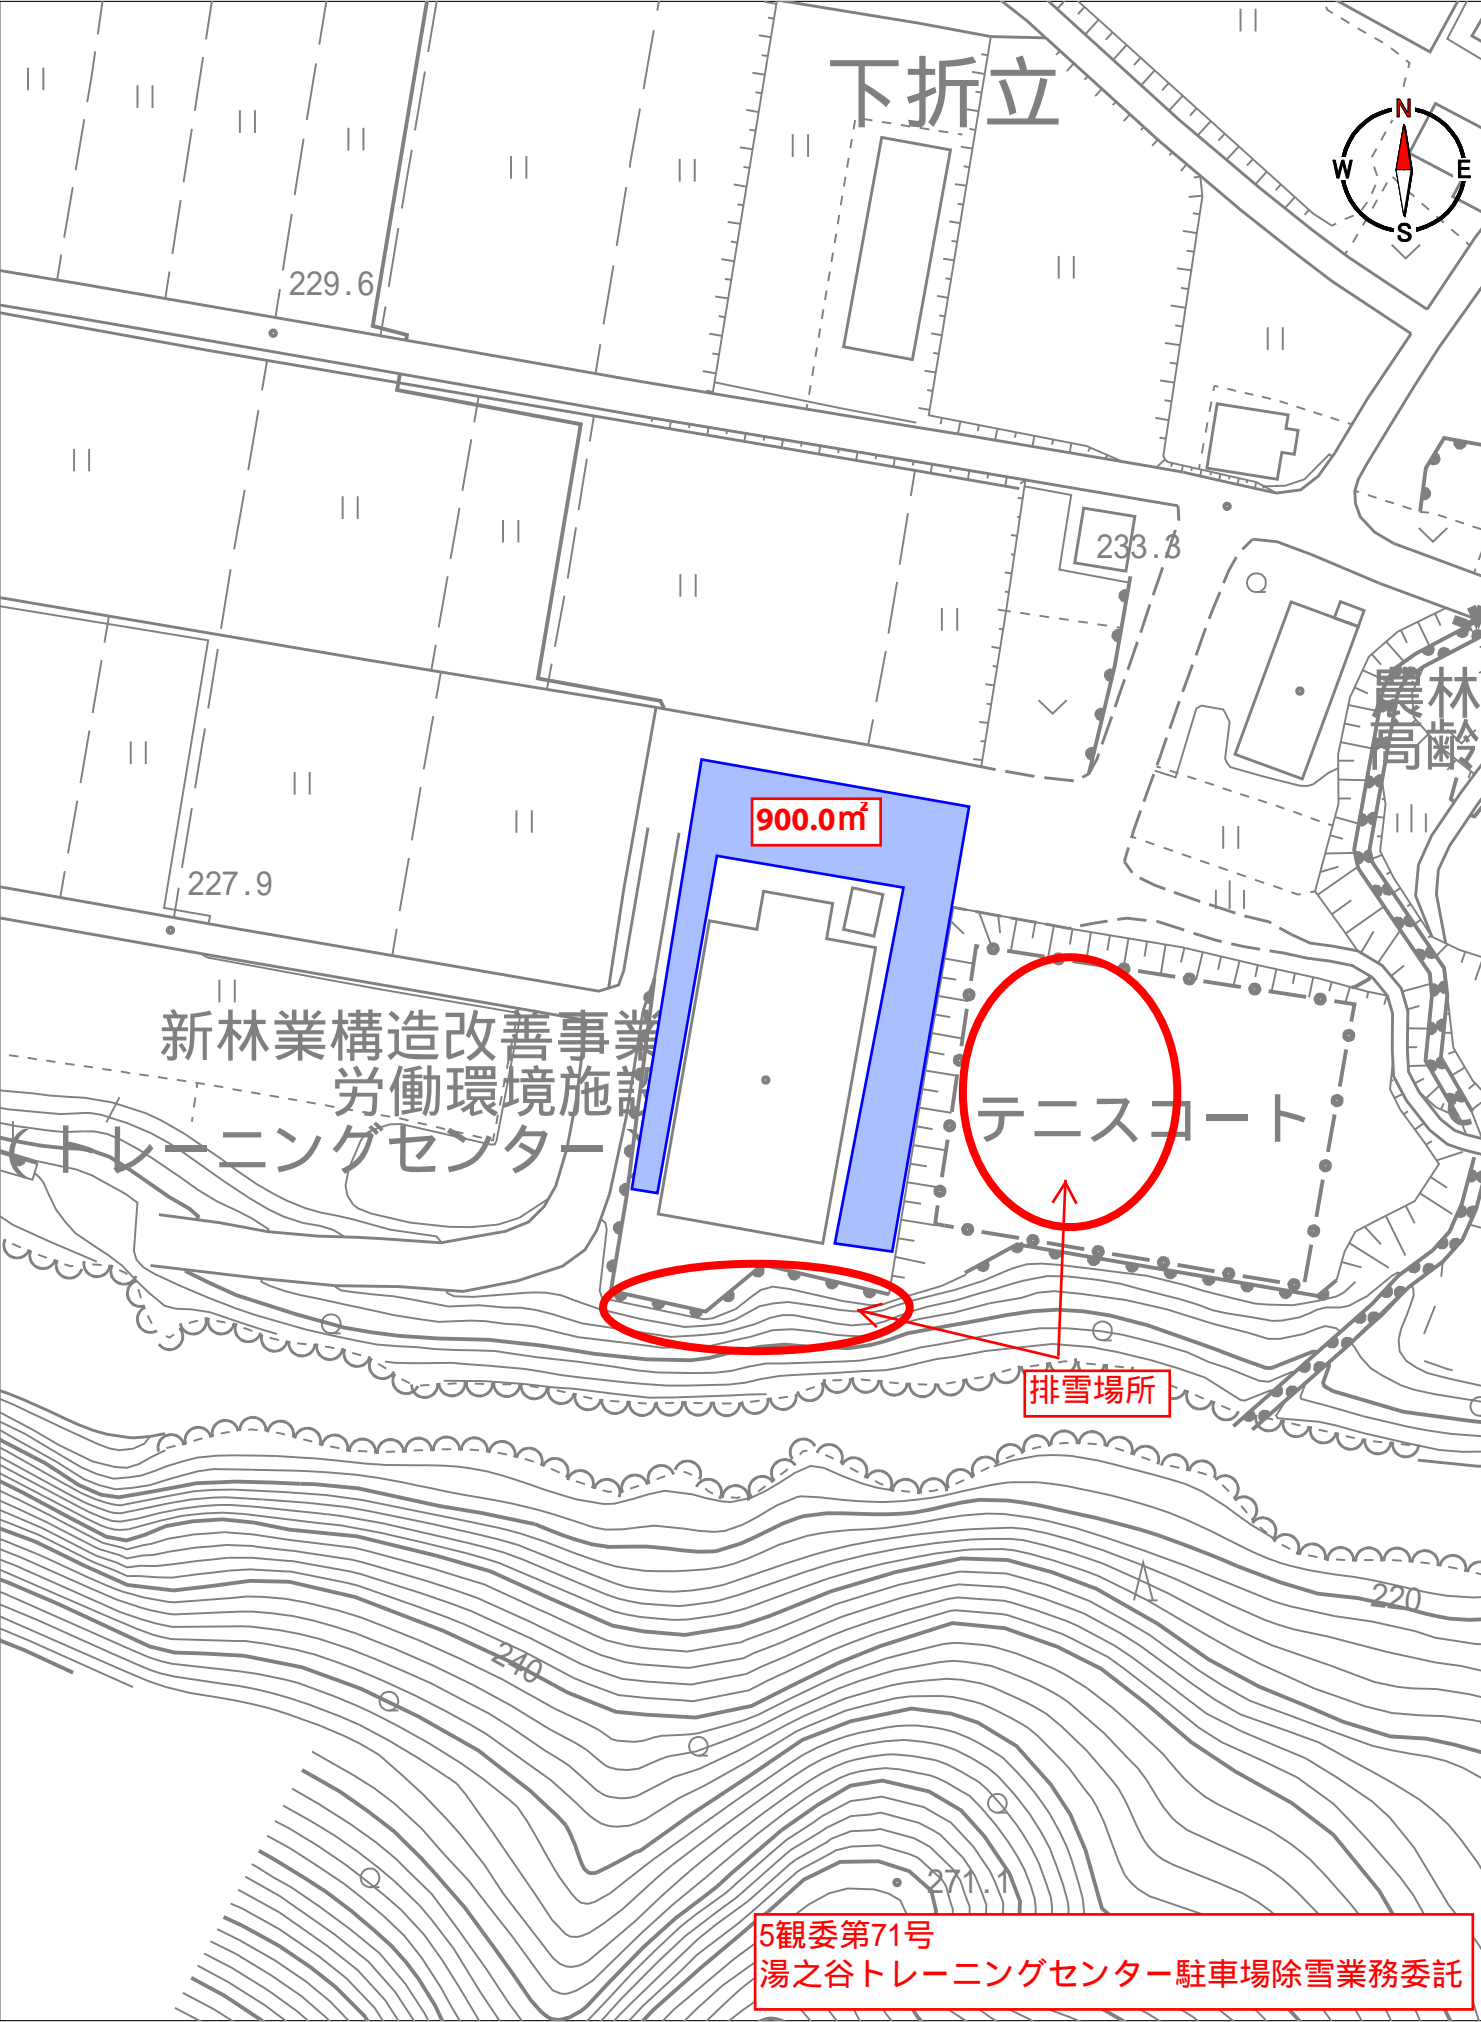 下折立
N
W
E
S
229.6
233.3
農林
高齢
900.0㎡
227.9
新林業構造改善事業
労働環境施設
(トレーニングセンター)
テニスコート
排雪場所
220
240
271.1
5観委第71号
湯之谷トレーニングセンター駐車場除雪業務委託